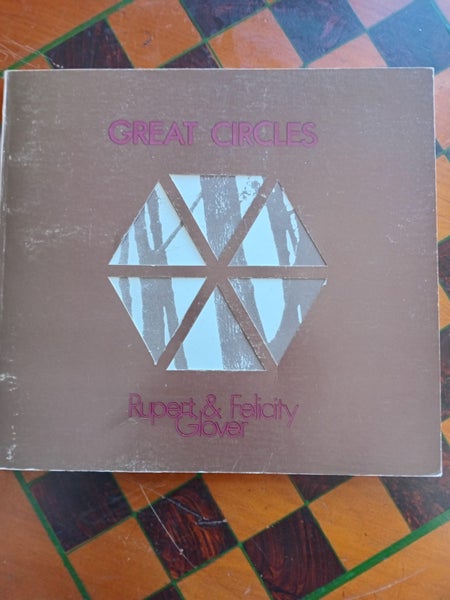 GREAT CIRCLES
Rupert & Felicity
Glover